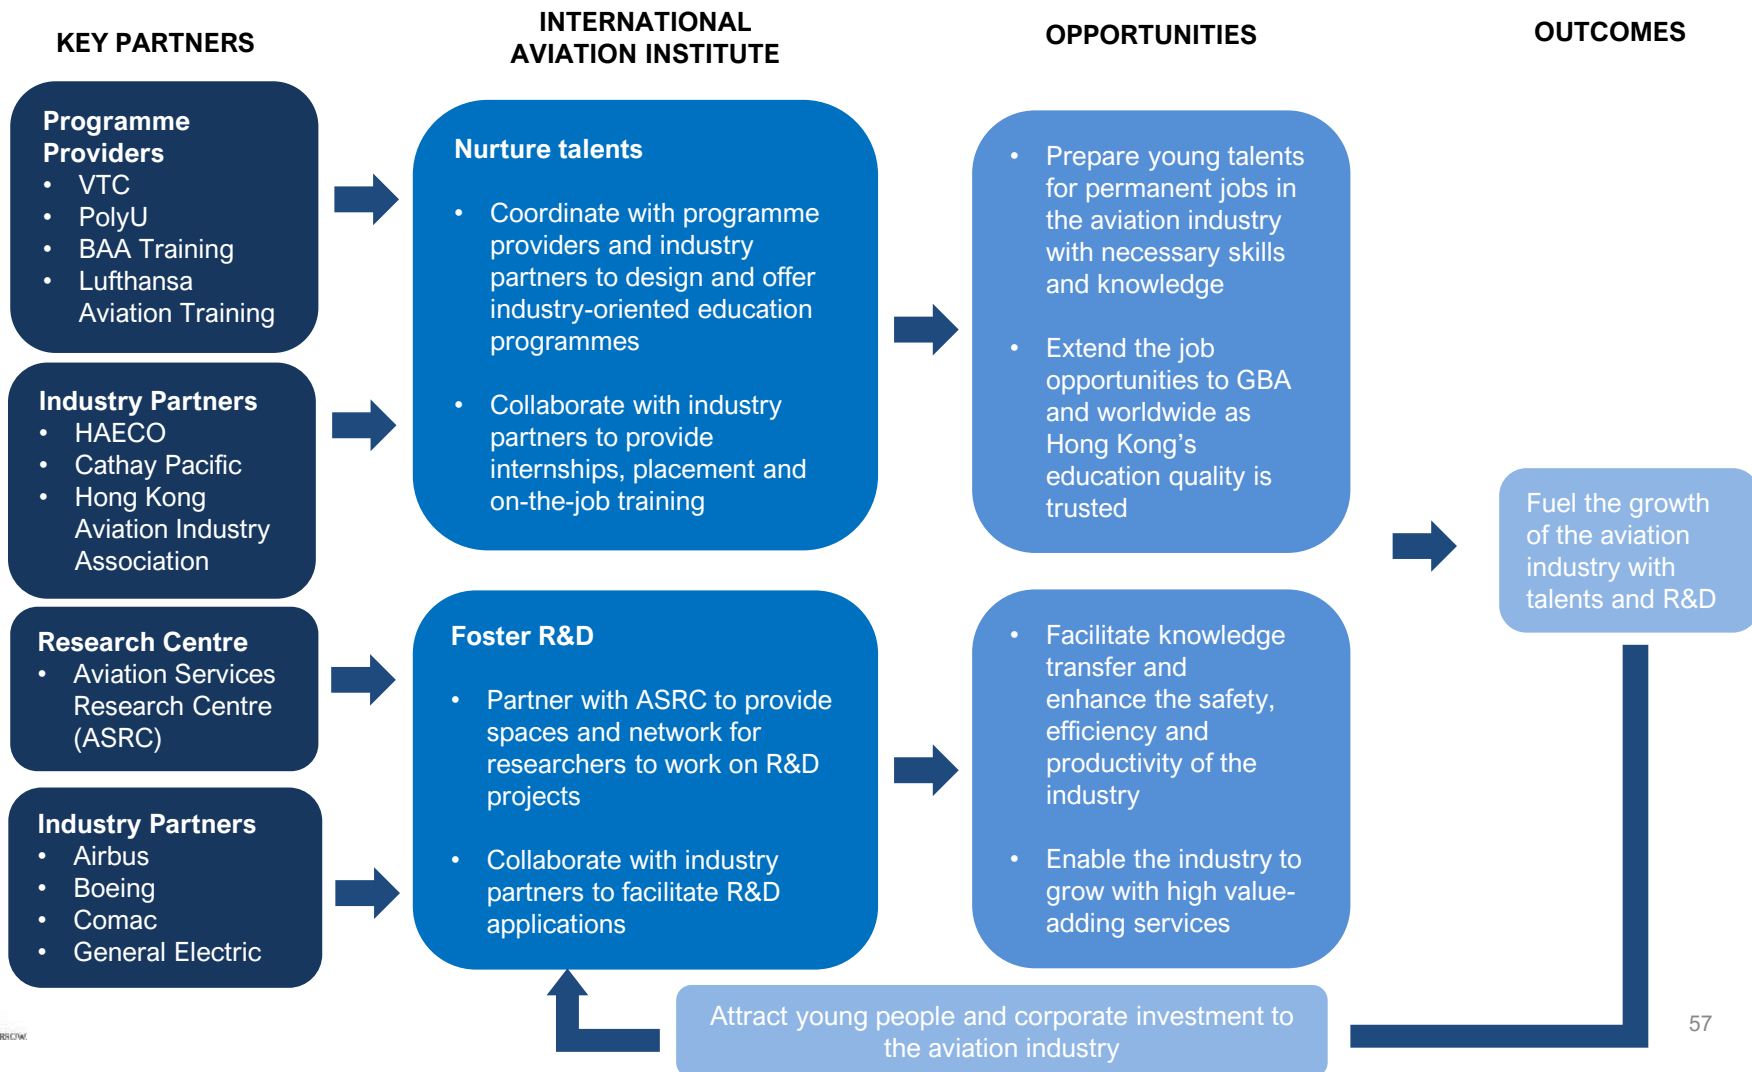 KEY PARTNERS
INTERNATIONAL
AVIATION INSTITUTE
OPPORTUNITIES
OUTCOMES
Programme
Providers
• VTC
• PolyU
• BAA Training
• Lufthansa
Aviation Training
Industry Partners
• HAECO
• Cathay Pacific
• Hong Kong
Aviation Industry
Association
Research Centre
• Aviation Services
Research Centre
(ASRC)
Industry Partners
• Airbus
• Boeing
• Comac
• General Electric
Nurture talents
• Coordinate with programme
providers and industry
partners to design and offer
industry-oriented education
programmes
• Collaborate with industry
partners to provide
internships, placement and
on-the-job training
Foster R&D
• Partner with ASRC to provide
spaces and network for
researchers to work on R&D
projects
• Collaborate with industry
partners to facilitate R&D
applications
• Prepare young talents
for permanent jobs in
the aviation industry
with necessary skills
and knowledge
• Extend the job
opportunities to GBA
and worldwide as
Hong Kong’s
education quality is
trusted
• Facilitate knowledge
transfer and
enhance the safety,
efficiency and
productivity of the
industry
• Enable the industry to
grow with high value-
adding services
Fuel the growth
of the aviation
industry with
talents and R&D
Attract young people and corporate investment to
the aviation industry
57